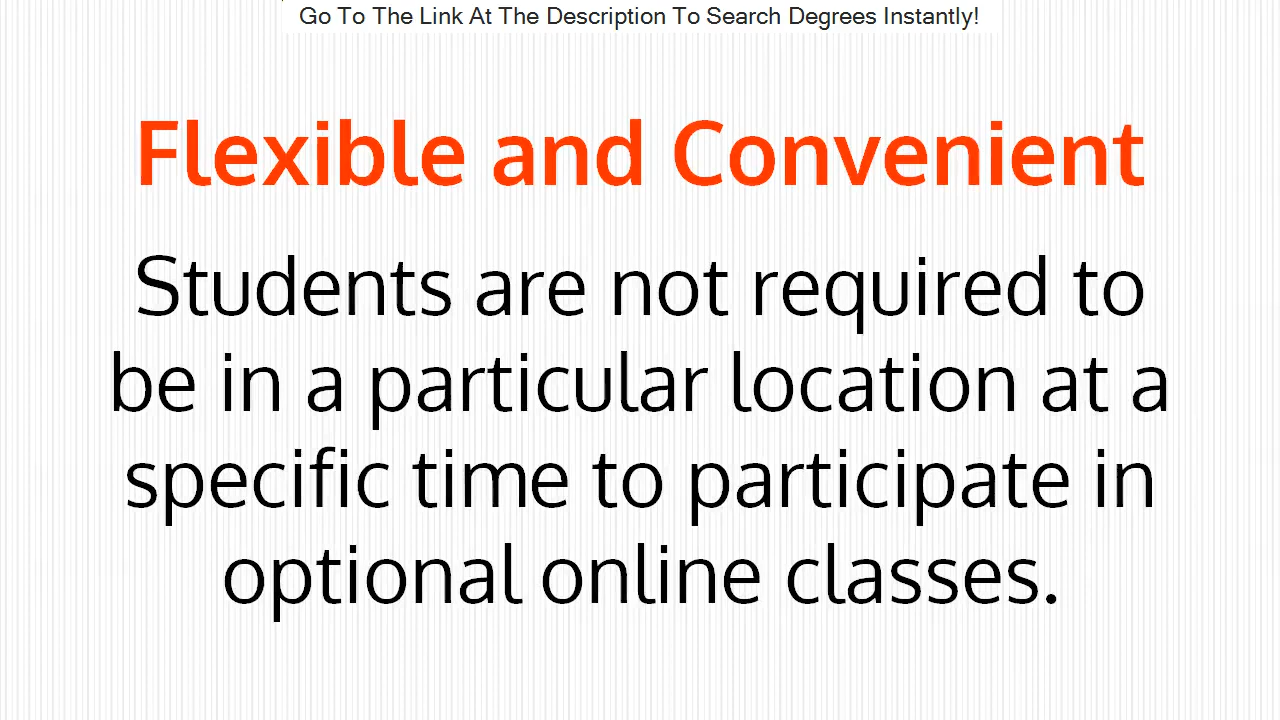 Go To The Link At The Description To Search Degrees Instantly!
Flexible and Convenient
Students are not required to
be in a particular location at a
specific time to participate in
optional online classes.